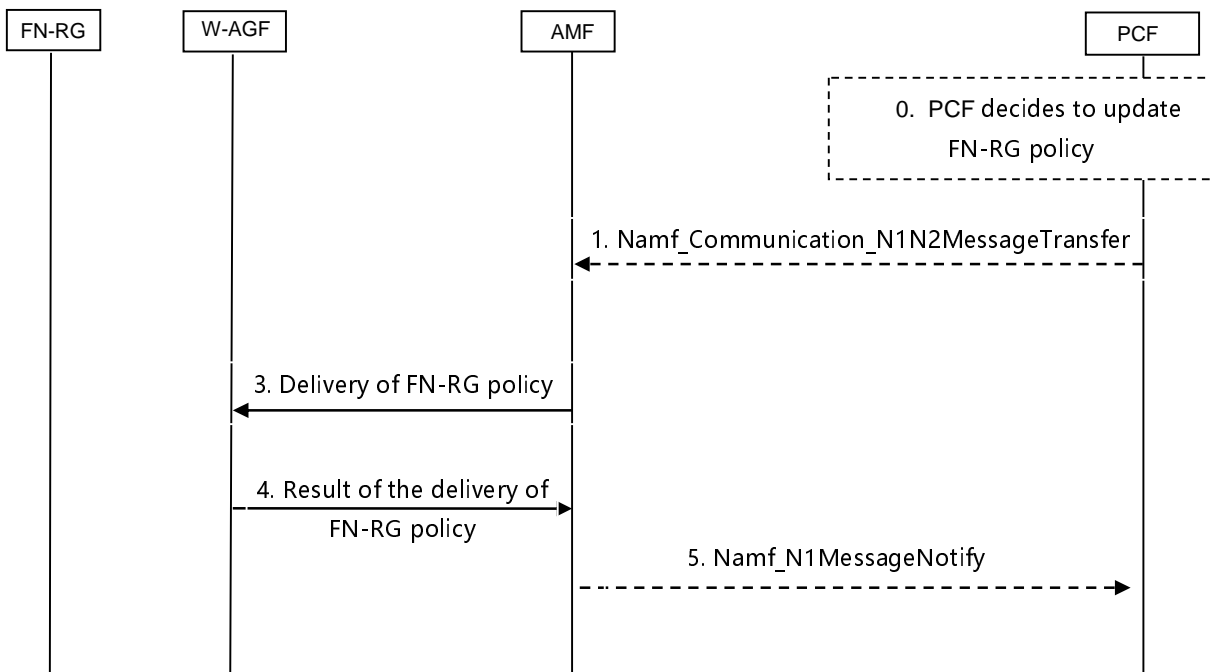 FN-RG
W-AGF
AMF
PCF
0. PCF decides to update
FN-RG policy
1. Namf_Communication_N1N2MessageTransfer
3. Delivery of FN-RG policy
4. Result of the delivery of
FN-RG policy
5. Namf_N1MessageNotify